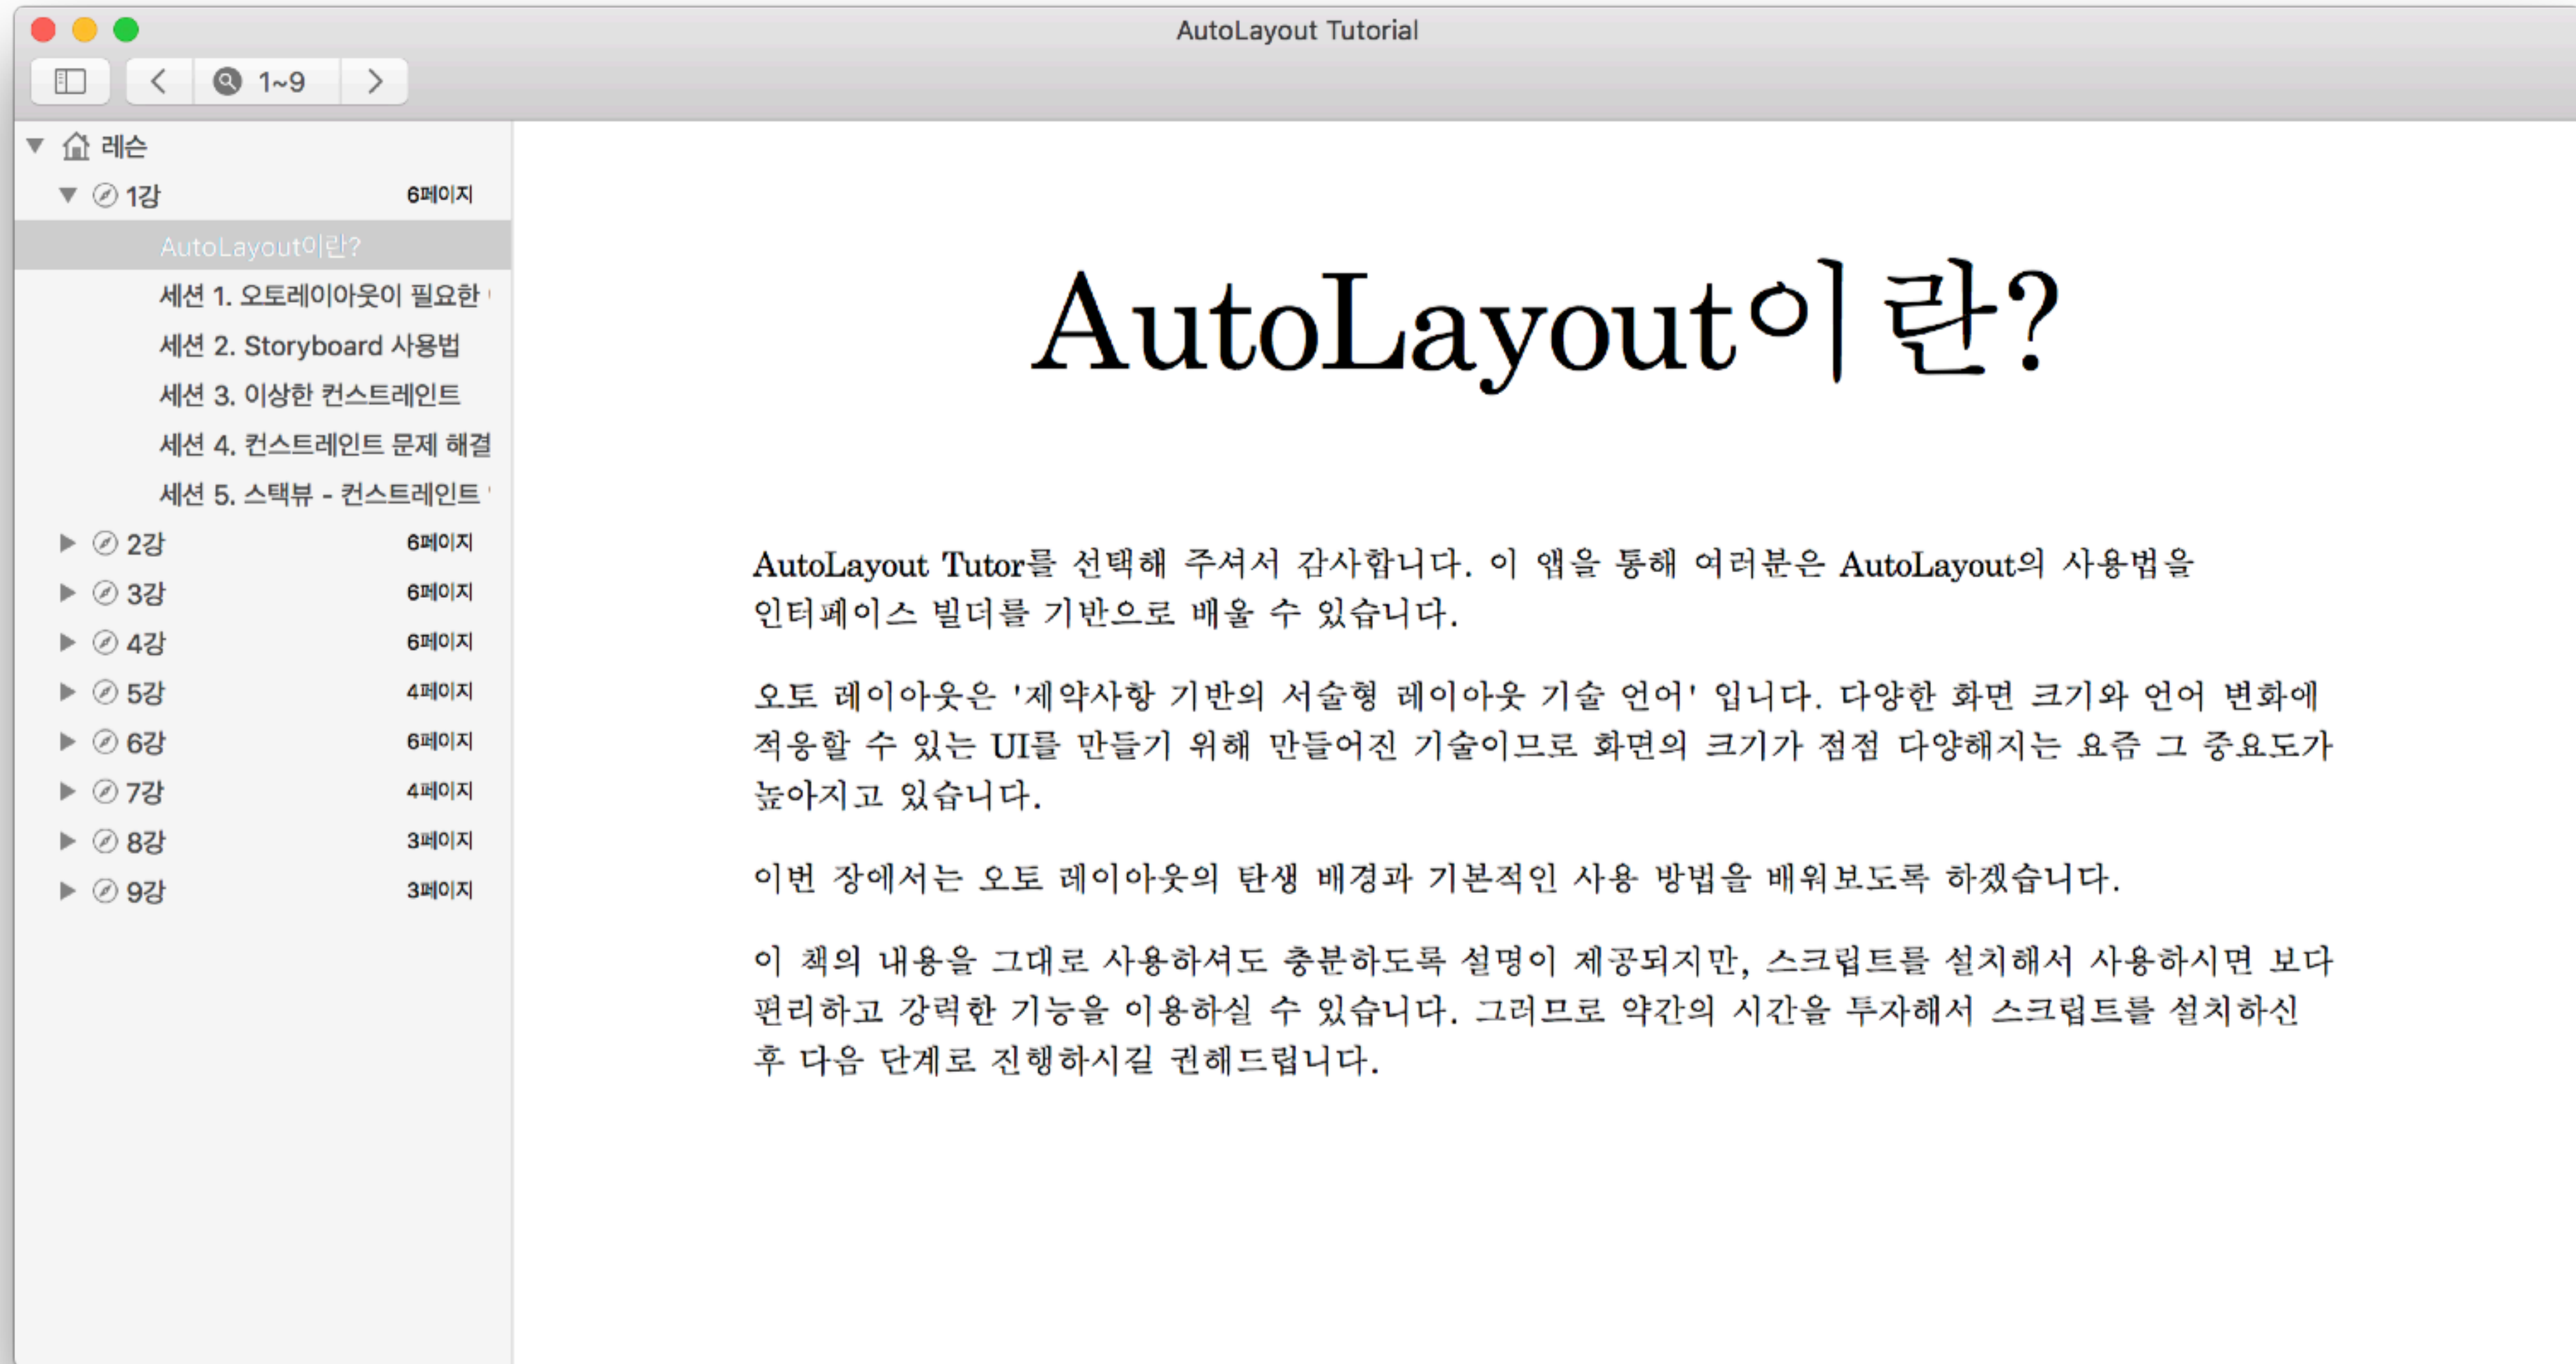 AutoLayout Tutorial
1~9
레슨
1강 6페이지
AutoLayout이란?
세션 1. 오토레이아웃이 필요한
세션 2. Storyboard 사용법
세션 3. 이상한 컨스트레인트
세션 4. 컨스트레인트 문제 해결
세션 5. 스택뷰 - 컨스트레인트
2강 6페이지
3강 6페이지
4강 6페이지
5강 4페이지
6강 6페이지
7강 4페이지
8강 3페이지
9강 3페이지
AutoLayout이란?
AutoLayout Tutor를 선택해 주셔서 감사합니다. 이 앱을 통해 여러분은 AutoLayout의 사용법을
인터페이스 빌더를 기반으로 배울 수 있습니다.
오토 레이아웃은 '제약사항 기반의 서술형 레이아웃 기술 언어' 입니다. 다양한 화면 크기와 언어 변화에
적응할 수 있는 UI를 만들기 위해 만들어진 기술이므로 화면의 크기가 점점 다양해지는 요즘 그 중요도가
높아지고 있습니다.
이번 장에서는 오토 레이아웃의 탄생 배경과 기본적인 사용 방법을 배워보도록 하겠습니다.
이 책의 내용을 그대로 사용하셔도 충분하도록 설명이 제공되지만, 스크립트를 설치해서 사용하시면 보다
편리하고 강력한 기능을 이용하실 수 있습니다. 그러므로 약간의 시간을 투자해서 스크립트를 설치하신
후 다음 단계로 진행하시길 권해드립니다.